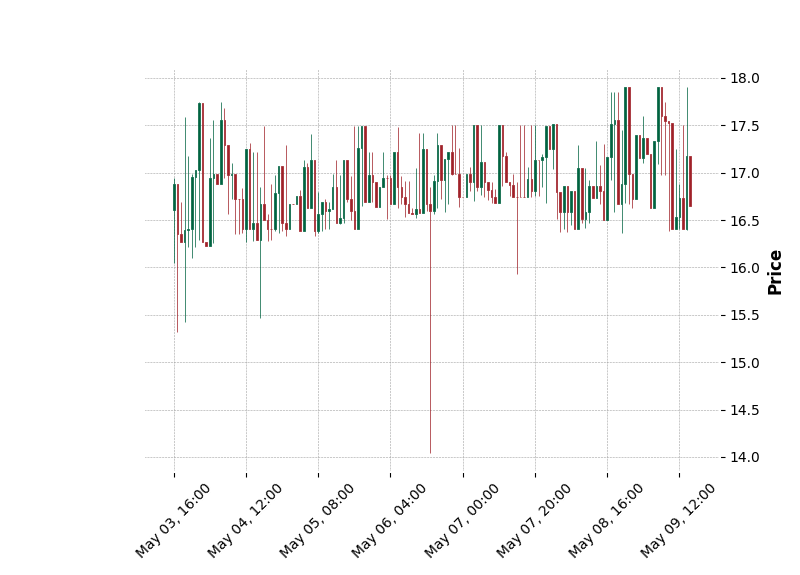 18.0
17.5
17.0
16.5
16.0
15.5
15.0
14.5
14.0
Price
May 03, 16:00
May 04, 12:00
May 05, 08:00
May 06, 04:00
May 07, 00:00
May 07, 20:00
May 08, 16:00
May 09, 12:00